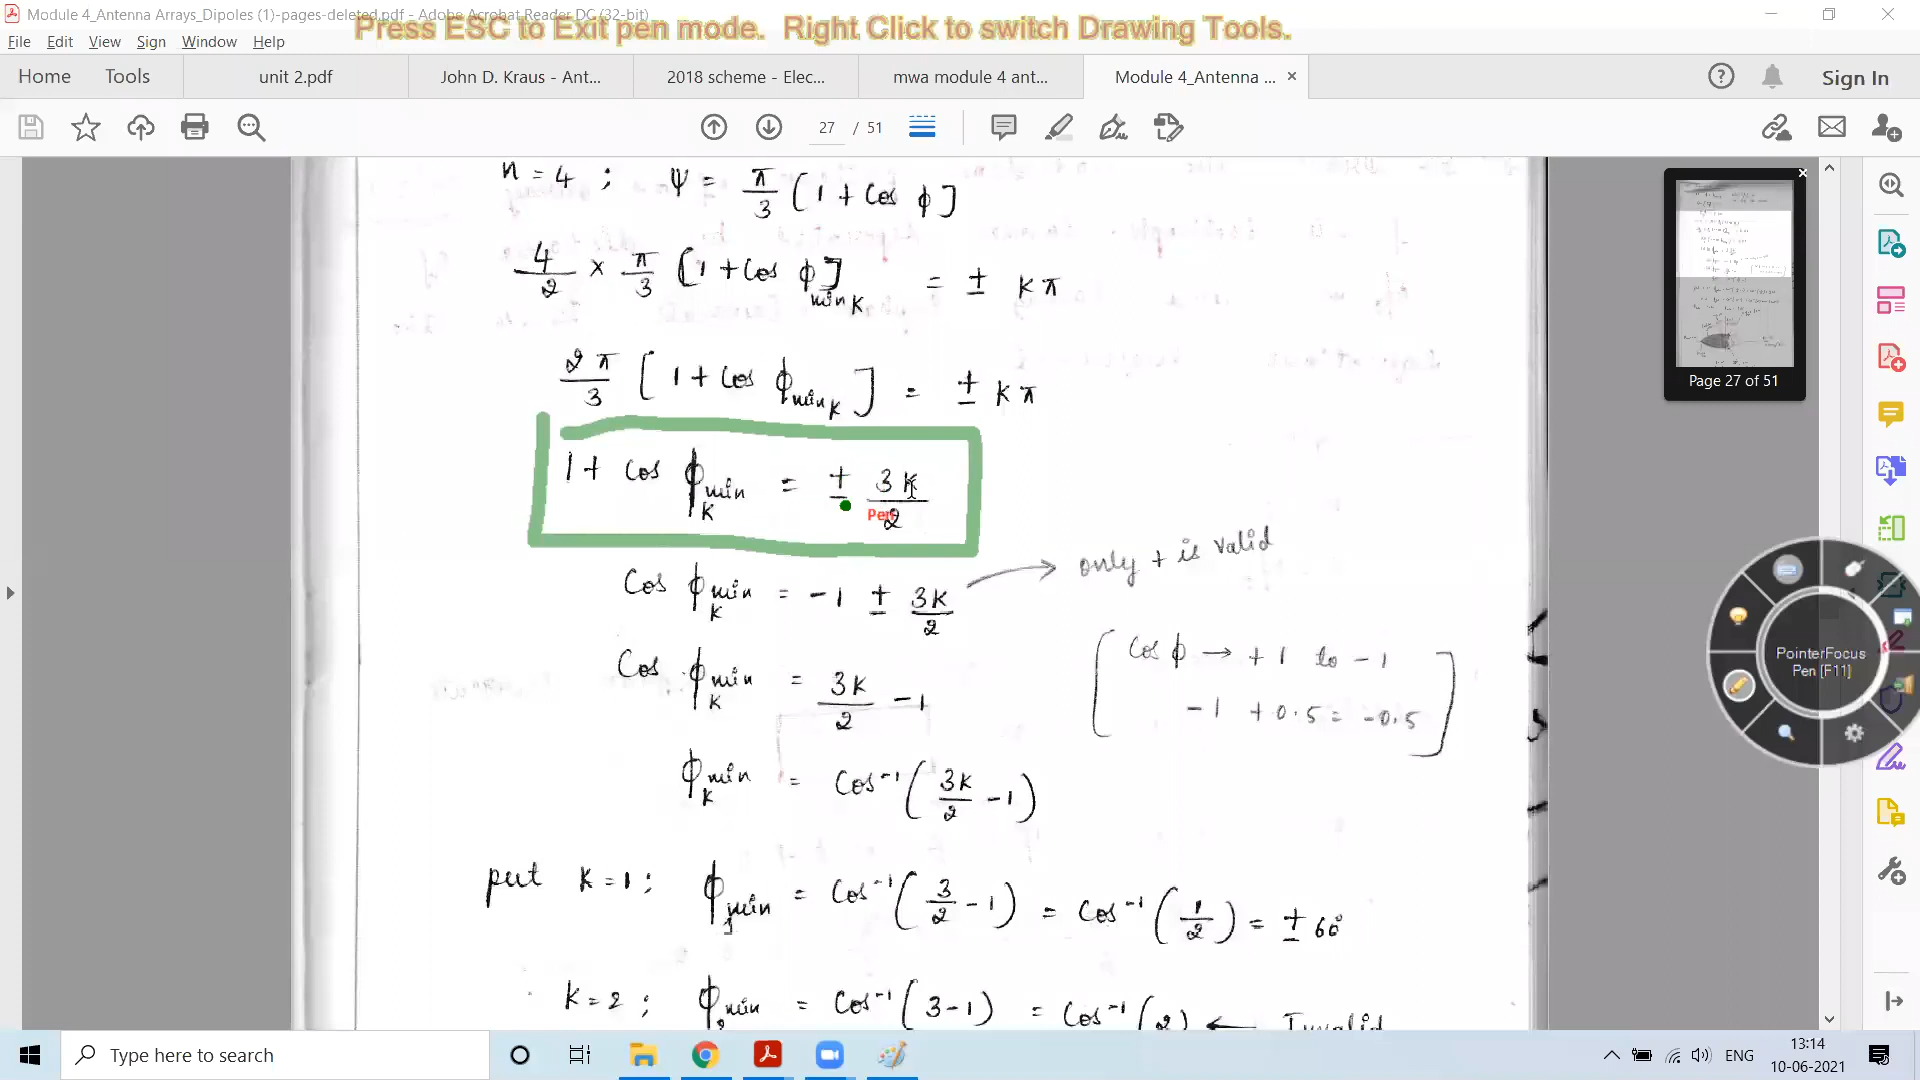 Module 4_Antenna Arrays_Dipoles (1)-pages-deleted.pdf - Adobe Acrobat Reader DC (32-bit)
Press ESC to Exit pen mode. Right Click to switch Drawing Tools.
File Edit View Sign Window Help
Home Tools unit 2.pdf John D. Kraus - Ant... 2018 scheme - Elec... mwa module 4 ant... Module 4_Antenna ... × Sign In
27 / 51
n = 4 ; ψ = π/3 [1 + Cos ϕ]
4/2 × π/3 [1 + Cos ϕ]min K = ± Kπ
2π/3 [1 + Cos ϕmin K] = ± Kπ
1 + Cos ϕmin K = ± 3K/2
Pen
Cos ϕmin K = -1 ± 3K/2 → only + is valid
Cos ϕmin K = 3K/2 - 1
[Cos ϕ → +1 to -1
-1 + 0.5 = -0.5]
ϕmin K = Cos⁻¹(3K/2 - 1)
put K = 1 ; ϕmin 1 = Cos⁻¹(3/2 - 1) = Cos⁻¹(1/2) = ± 60°
K = 2 ; ϕmin 2 = Cos⁻¹(3 - 1) = Cos⁻¹(2) ← Invalid
Page 27 of 51
PointerFocus
Pen [F11]
Type here to search
ENG
13:14
10-06-2021